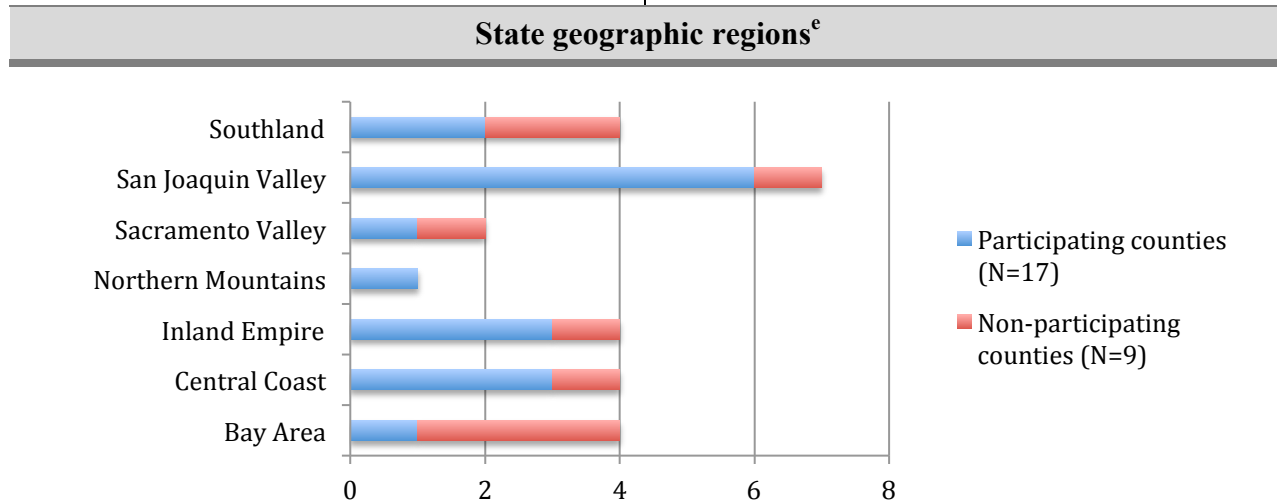 State geographic regionsᵉ
Southland
San Joaquin Valley
Sacramento Valley
Northern Mountains
Inland Empire
Central Coast
Bay Area
0 2 4 6 8
Participating counties
(N=17)
Non-participating
counties (N=9)